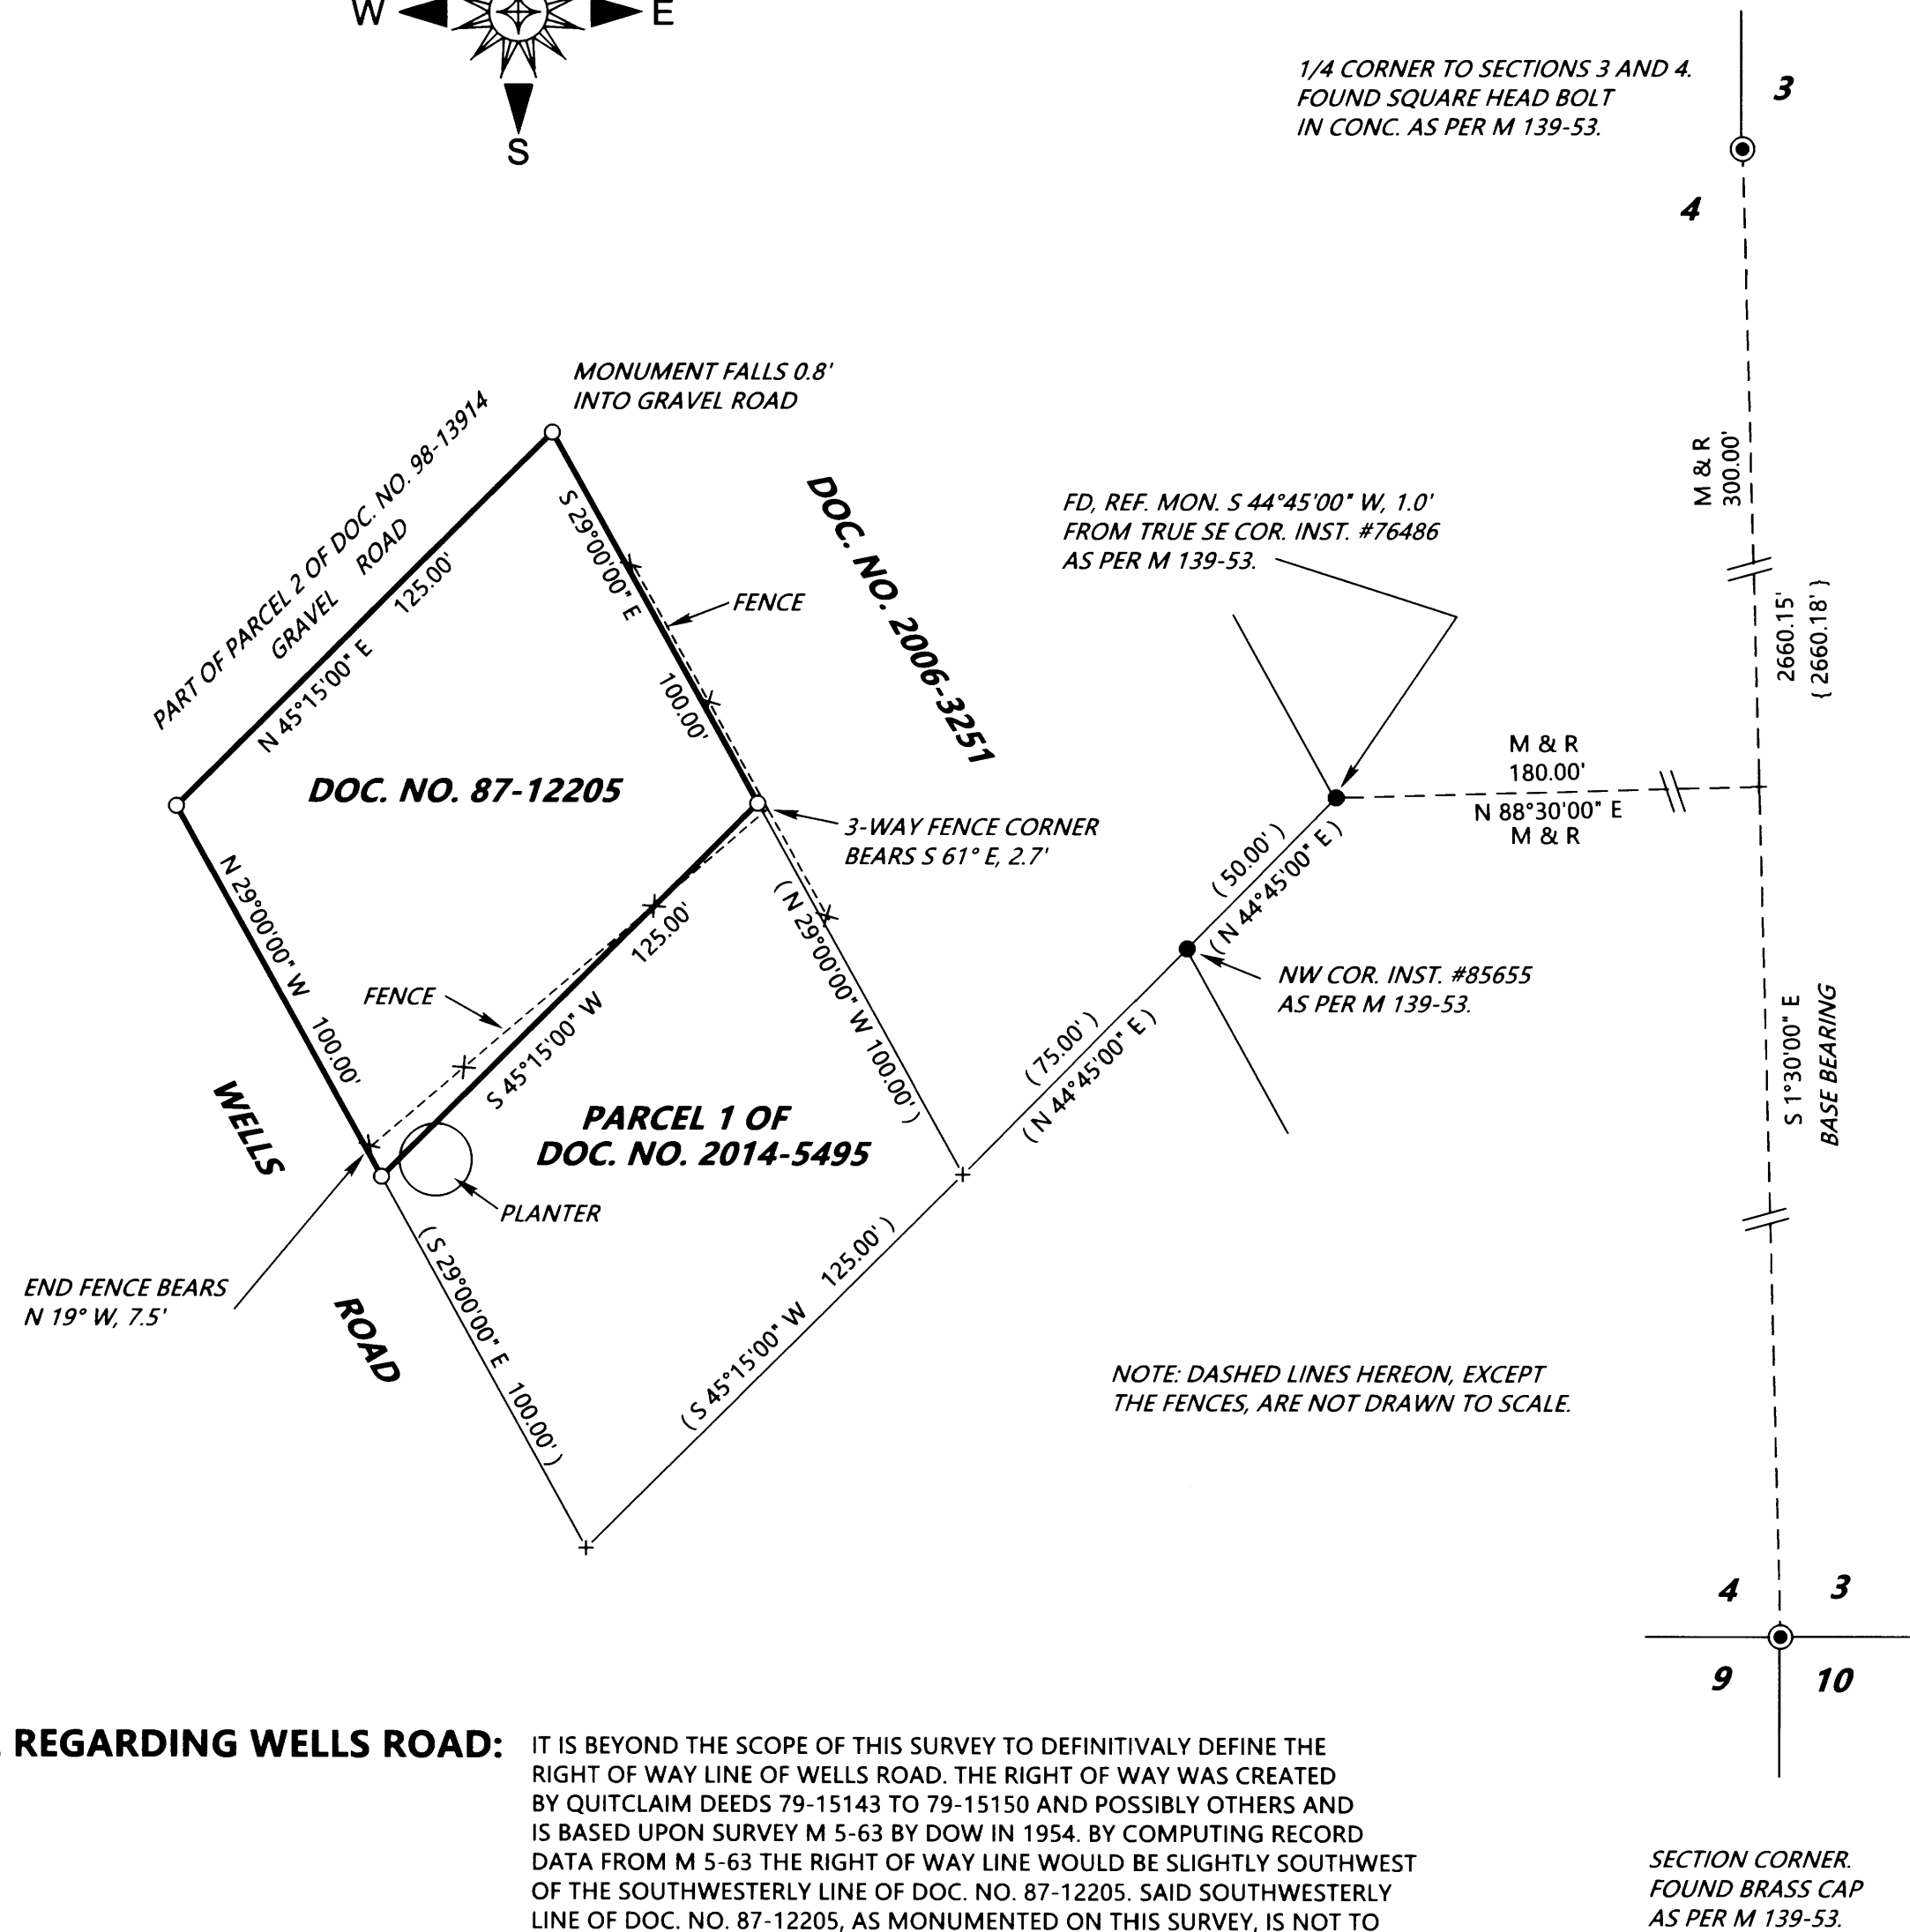 W
E
S
1/4 CORNER TO SECTIONS 3 AND 4.
FOUND SQUARE HEAD BOLT
IN CONC. AS PER M 139-53.
3
4
MONUMENT FALLS 0.8'
INTO GRAVEL ROAD
PART OF PARCEL 2 OF DOC. NO. 98-13914
GRAVEL ROAD
N 45°15'00" E 125.00'
S 29°00'00" E 100.00'
FENCE
DOC. NO. 2006-3251
FD, REF. MON. S 44°45'00" W, 1.0'
FROM TRUE SE COR. INST. #76486
AS PER M 139-53.
M & R
300.00'
2660.15'
{ 2660.18' }
DOC. NO. 87-12205
M & R
180.00'
N 88°30'00" E
M & R
3-WAY FENCE CORNER
BEARS S 61° E, 2.7'
( 50.00' )
( N 44°45'00" E )
N 29°00'00" W 100.00'
FENCE
S 45°15'00" W 125.00'
( N 29°00'00" W 100.00' )
NW COR. INST. #85655
AS PER M 139-53.
( 75.00' )
( N 44°45'00" E )
S 1°30'00" E
BASE BEARING
WELLS ROAD
PARCEL 1 OF
DOC. NO. 2014-5495
PLANTER
END FENCE BEARS
N 19° W, 7.5'
( S 29°00'00" E 100.00' )
( S 45°15'00" W 125.00' )
NOTE: DASHED LINES HEREON, EXCEPT
THE FENCES, ARE NOT DRAWN TO SCALE.
4 3
9 10
REGARDING WELLS ROAD:
IT IS BEYOND THE SCOPE OF THIS SURVEY TO DEFINITIVALY DEFINE THE
RIGHT OF WAY LINE OF WELLS ROAD. THE RIGHT OF WAY WAS CREATED
BY QUITCLAIM DEEDS 79-15143 TO 79-15150 AND POSSIBLY OTHERS AND
IS BASED UPON SURVEY M 5-63 BY DOW IN 1954. BY COMPUTING RECORD
DATA FROM M 5-63 THE RIGHT OF WAY LINE WOULD BE SLIGHTLY SOUTHWEST
OF THE SOUTHWESTERLY LINE OF DOC. NO. 87-12205. SAID SOUTHWESTERLY
LINE OF DOC. NO. 87-12205, AS MONUMENTED ON THIS SURVEY, IS NOT TO
SECTION CORNER.
FOUND BRASS CAP
AS PER M 139-53.